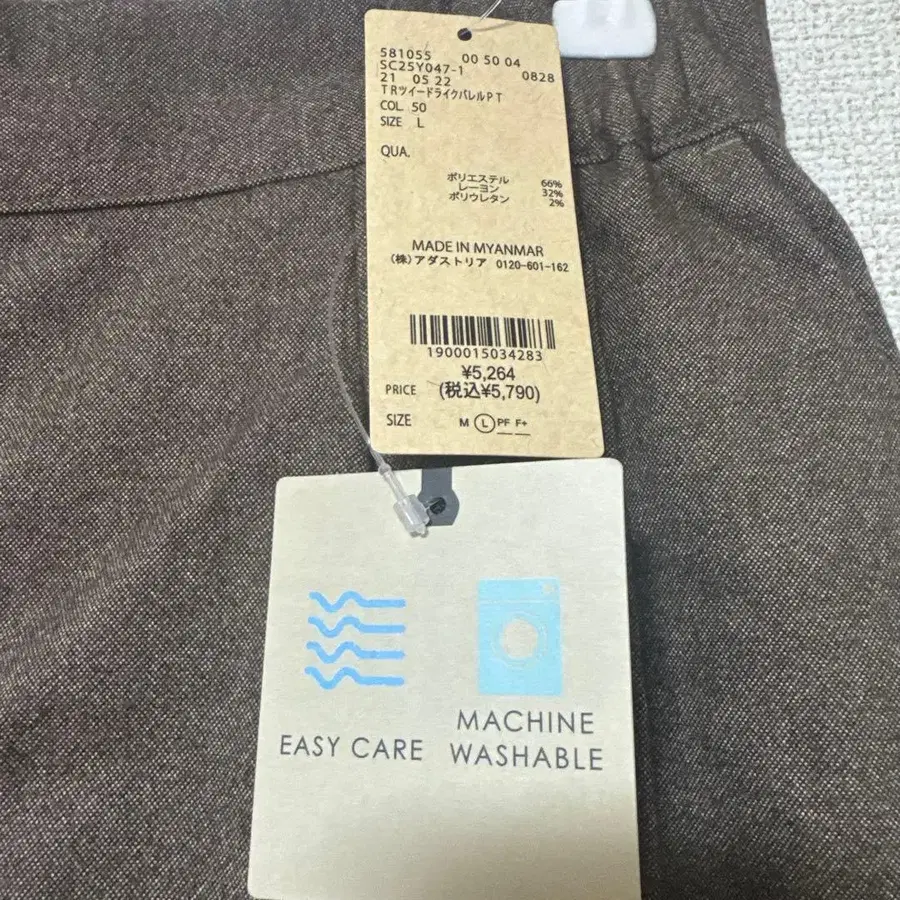 581055 00 50 04
SC25Y047-1 0828
21 05 22
TRツイードライクバレルPT
COL. 50
SIZE L
QUA.
ポリエステル 66%
レーヨン 32%
ポリウレタン 2%
MADE IN MYANMAR
(株)アダストリア 0120-601-162
1900015034283
¥5,264
PRICE (税込¥5,790)
SIZE M L PF F+
EASY CARE
MACHINE
WASHABLE